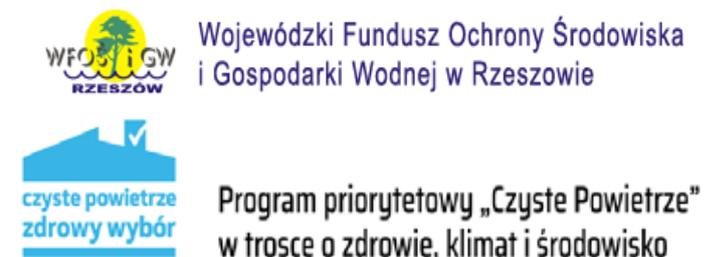 WFOŚiGW
RZESZÓW
Wojewódzki Fundusz Ochrony Środowiska
i Gospodarki Wodnej w Rzeszowie
czyste powietrze
zdrowy wybór
Program priorytetowy „Czyste Powietrze”
w trosce o zdrowie, klimat i środowisko